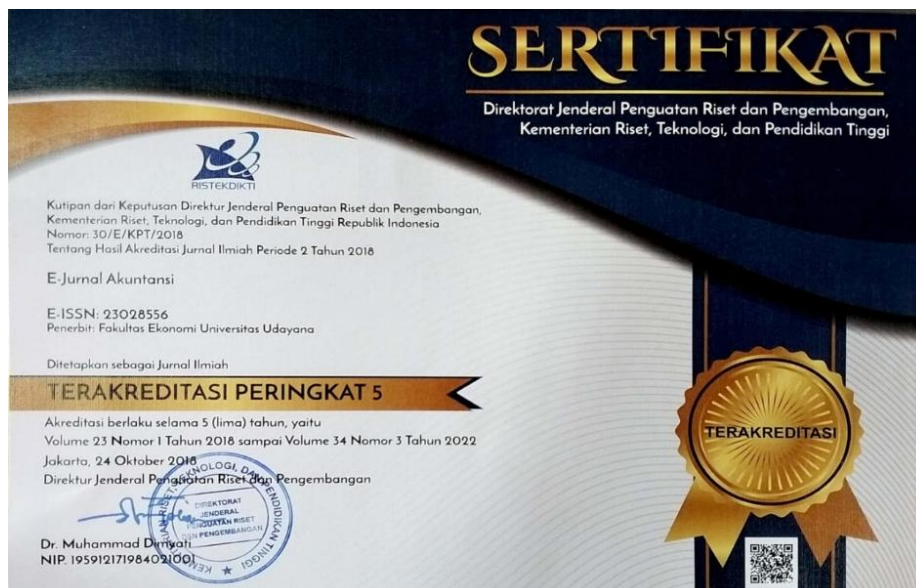 SERTIFIKAT
Direktorat Jenderal Penguatan Riset dan Pengembangan,
Kementerian Riset, Teknologi, dan Pendidikan Tinggi
RISTEKDIKTI
Kutipan dari Keputusan Direktur Jenderal Penguatan Riset dan Pengembangan,
Kementerian Riset, Teknologi, dan Pendidikan Tinggi Republik Indonesia
Nomor: 30/E/KPT/2018
Tentang Hasil Akreditasi Jurnal Ilmiah Periode 2 Tahun 2018
E-Jurnal Akuntansi
E-ISSN: 23028556
Penerbit: Fakultas Ekonomi Universitas Udayana
Ditetapkan sebagai Jurnal Ilmiah
TERAKREDITASI PERINGKAT 5
Akreditasi berlaku selama 5 (lima) tahun, yaitu
Volume 23 Nomor 1 Tahun 2018 sampai Volume 34 Nomor 3 Tahun 2022
Jakarta, 24 Oktober 2018
Direktur Jenderal Penguatan Riset dan Pengembangan
DIREKTORAT
JENDERAL
PENGUATAN RISET
DAN PENGEMBANGAN
Dr. Muhammad Dimyati
NIP. 195912171984021001
TERAKREDITASI